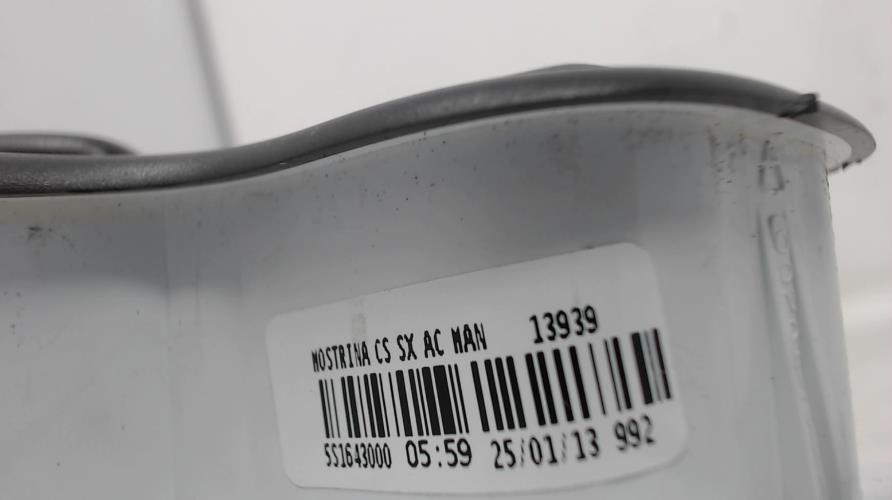 MOSTRINA CS SX AC MAN 13939
551643000 05:59 25/01/13 992